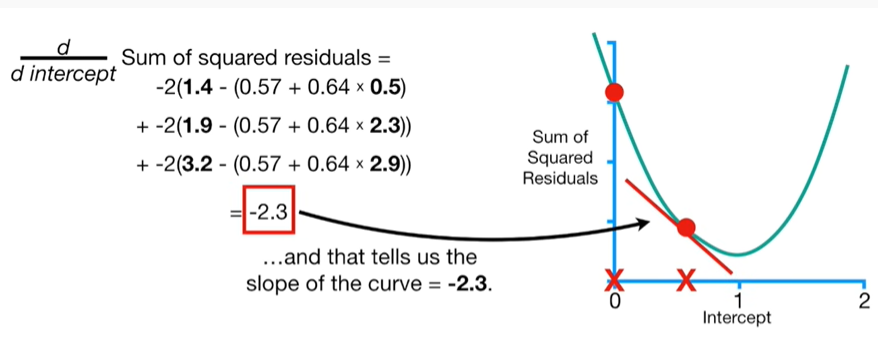 d
d intercept
Sum of squared residuals =
-2(1.4 - (0.57 + 0.64 × 0.5)
+ -2(1.9 - (0.57 + 0.64 × 2.3))
+ -2(3.2 - (0.57 + 0.64 × 2.9))
= -2.3
…and that tells us the
slope of the curve = -2.3.
Sum of
Squared
Residuals
0 1 2
Intercept